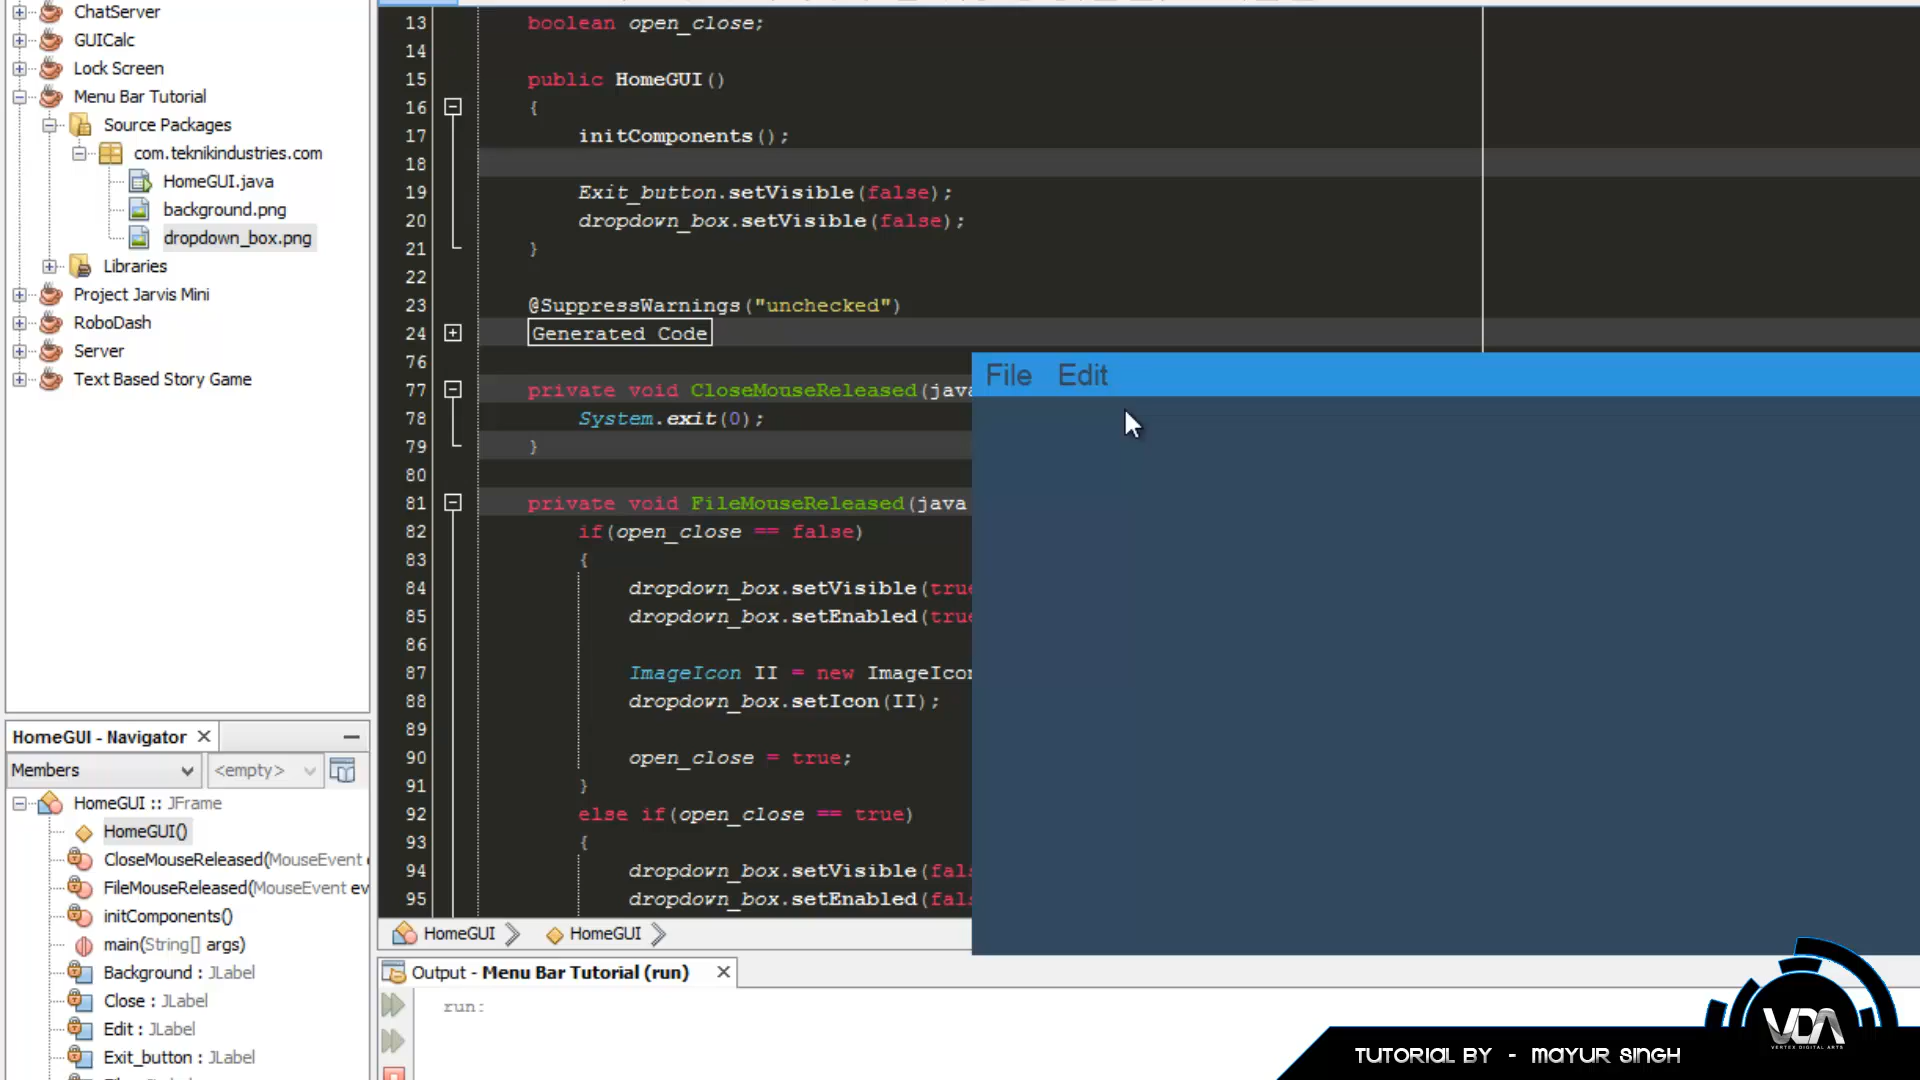 ChatServer
GUICalc
Lock Screen
Menu Bar Tutorial
Source Packages
com.teknikindustries.com
HomeGUI.java
background.png
dropdown_box.png
Libraries
Project Jarvis Mini
RoboDash
Server
Text Based Story Game
HomeGUI - Navigator
Members
<empty>
HomeGUI :: JFrame
HomeGUI()
CloseMouseReleased(MouseEvent e
FileMouseReleased(MouseEvent ev
initComponents()
main(String[] args)
Background : JLabel
Close : JLabel
Edit : JLabel
Exit_button : JLabel
13 boolean open_close;
14
15 public HomeGUI()
16 {
17 initComponents();
18
19 Exit_button.setVisible(false);
20 dropdown_box.setVisible(false);
21 }
22
23 @SuppressWarnings("unchecked")
24 Generated Code
76
77 private void CloseMouseReleased(java
78 System.exit(0);
79 }
80
81 private void FileMouseReleased(java
82 if(open_close == false)
83 {
84 dropdown_box.setVisible(true
85 dropdown_box.setEnabled(true
86
87 ImageIcon II = new ImageIcon
88 dropdown_box.setIcon(II);
89
90 open_close = true;
91 }
92 else if(open_close == true)
93 {
94 dropdown_box.setVisible(fals
95 dropdown_box.setEnabled(fals
File Edit
HomeGUI HomeGUI
Output - Menu Bar Tutorial (run)
run:
VDA
VERTEX DIGITAL ARTS
TUTORIAL BY - MAYUR SINGH